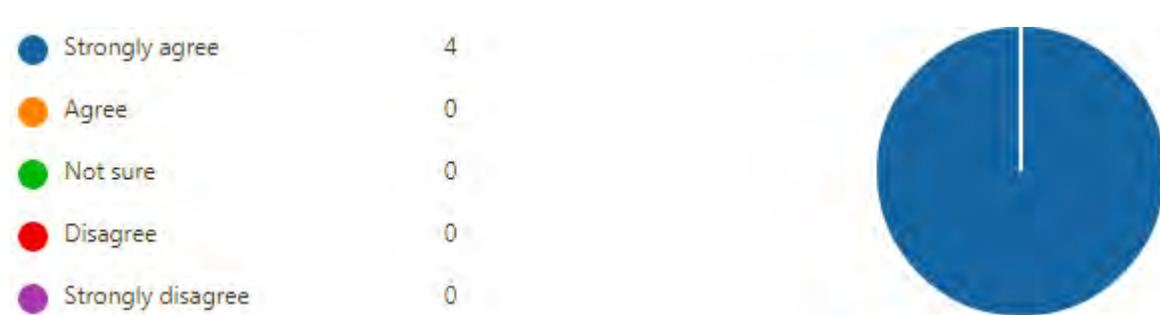 Strongly agree 4
Agree 0
Not sure 0
Disagree 0
Strongly disagree 0